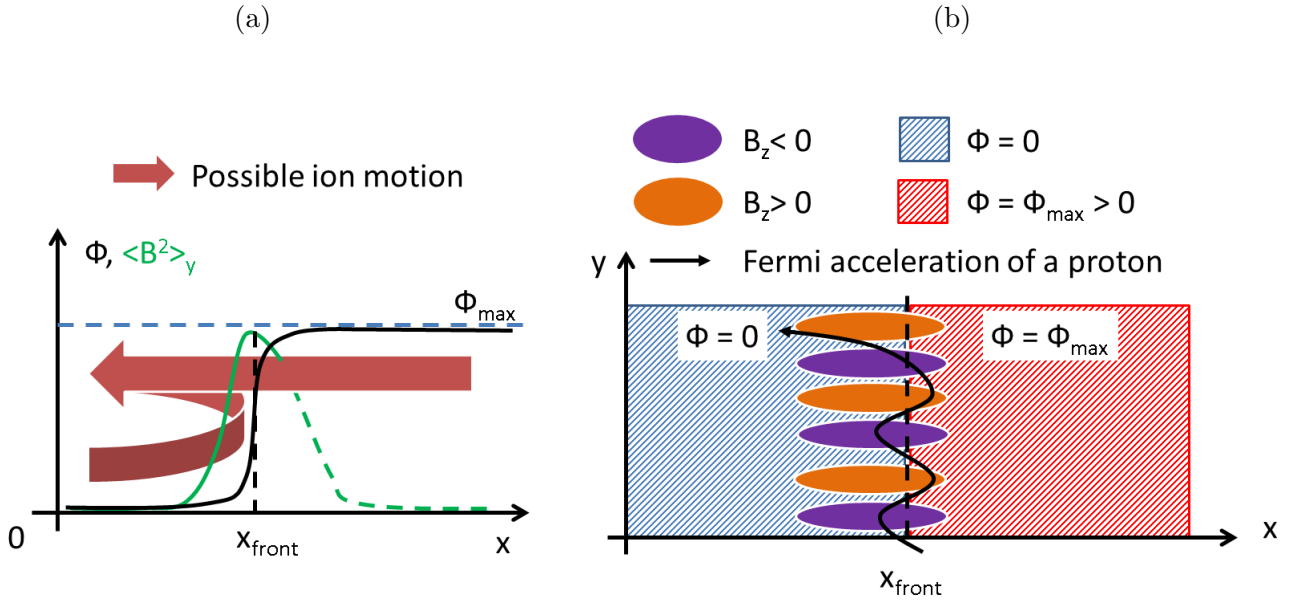 (a)
Possible ion motion
Φ, <B²>y
Φmax
0
xfront
x
(b)
Bz< 0
Φ = 0
Bz> 0
Φ = Φmax > 0
y
Fermi acceleration of a proton
Φ = 0
Φ = Φmax
x
xfront